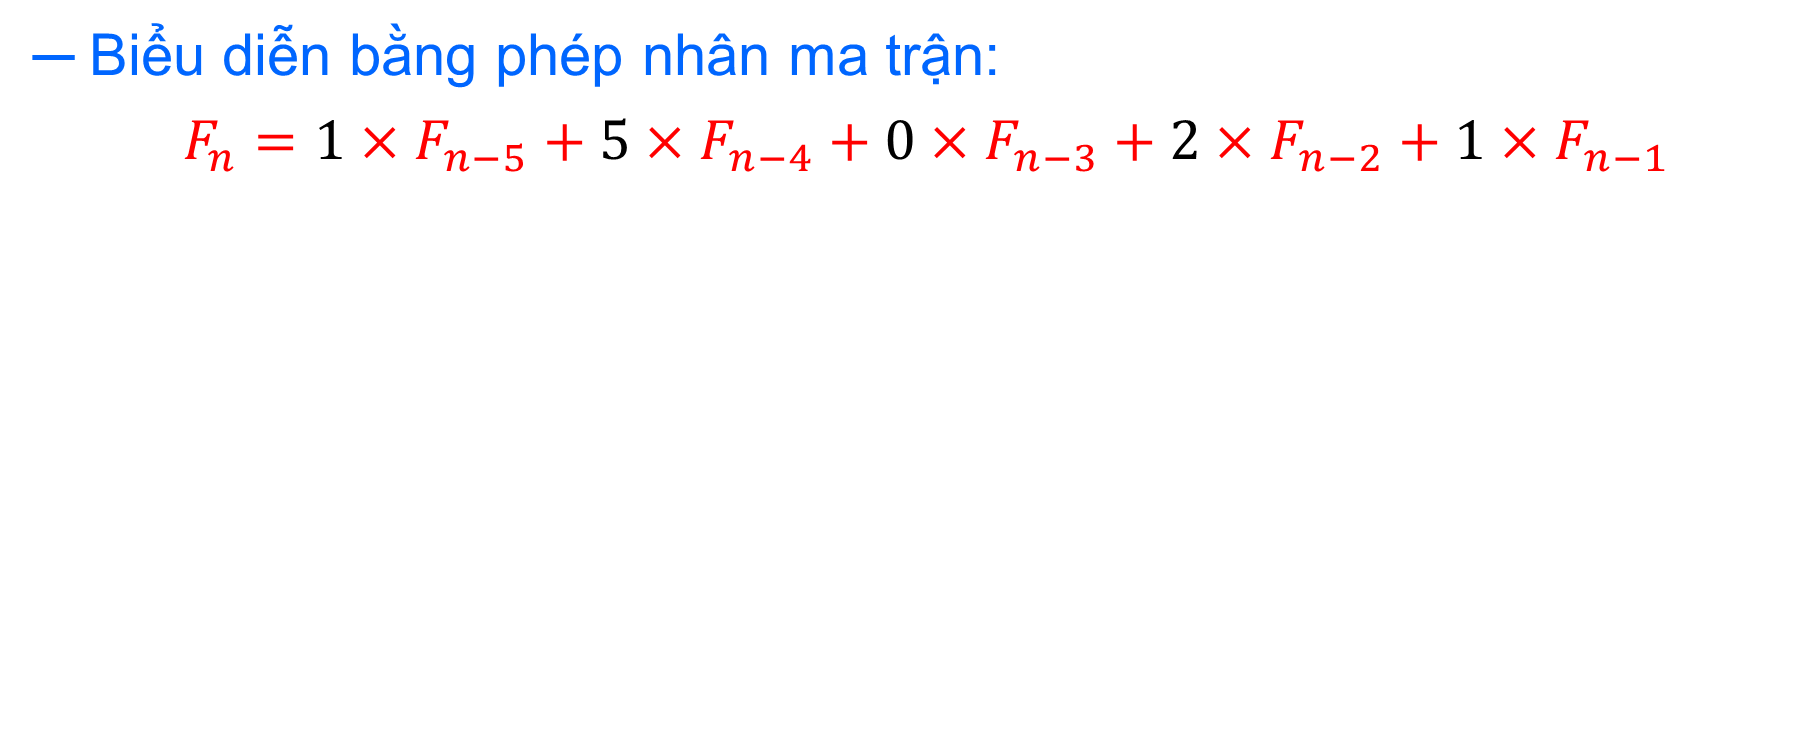 — Biểu diễn bằng phép nhân ma trận:
Fₙ = 1 × Fₙ₋₅ + 5 × Fₙ₋₄ + 0 × Fₙ₋₃ + 2 × Fₙ₋₂ + 1 × Fₙ₋₁